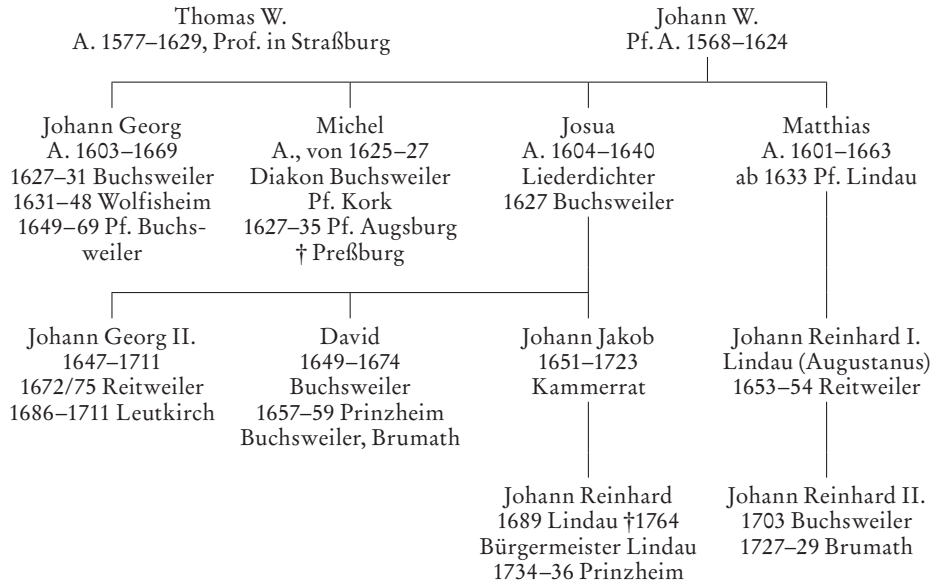 Thomas W.
A. 1577–1629, Prof. in Straßburg
Johann W.
Pf. A. 1568–1624
Johann Georg
A. 1603–1669
1627–31 Buchsweiler
1631–48 Wolfisheim
1649–69 Pf. Buchs-
weiler
Michel
A., von 1625–27
Diakon Buchsweiler
Pf. Kork
1627–35 Pf. Augsburg
† Preßburg
Josua
A. 1604–1640
Liederdichter
1627 Buchsweiler
Matthias
A. 1601–1663
ab 1633 Pf. Lindau
Johann Georg II.
1647–1711
1672/75 Reitweiler
1686–1711 Leutkirch
David
1649–1674
Buchsweiler
1657–59 Prinzheim
Buchsweiler, Brumath
Johann Jakob
1651–1723
Kammerrat
Johann Reinhard I.
Lindau (Augustanus)
1653–54 Reitweiler
Johann Reinhard
1689 Lindau †1764
Bürgermeister Lindau
1734–36 Prinzheim
Johann Reinhard II.
1703 Buchsweiler
1727–29 Brumath